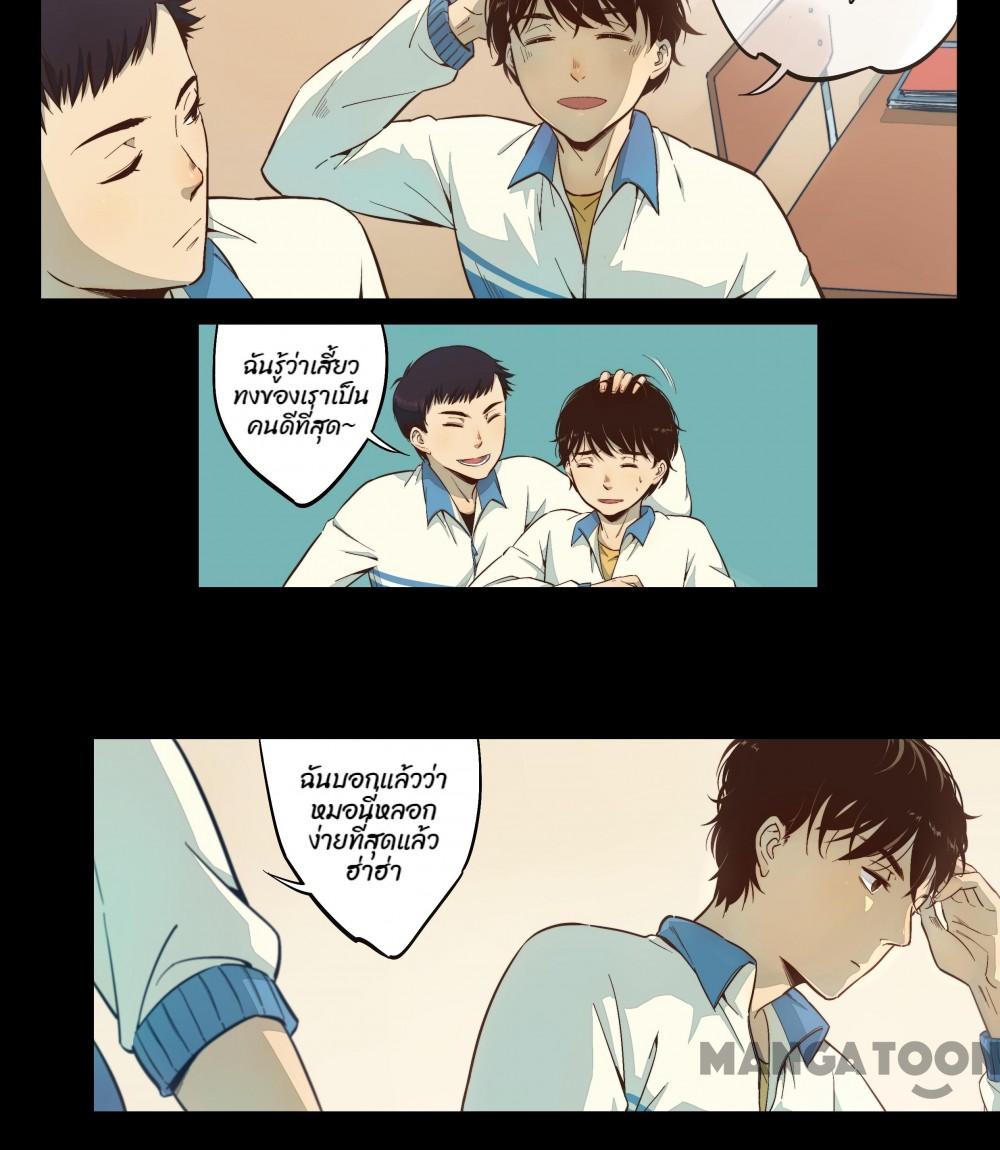 ฉันรู้ว่าเสี้ยว
ทงของเราเป็น
คนดีที่สุด~
ฉันบอกแล้วว่า
หมอนี่หลอก
ง่ายที่สุดแล้ว
ฮ่าฮ่า
MANGATOON